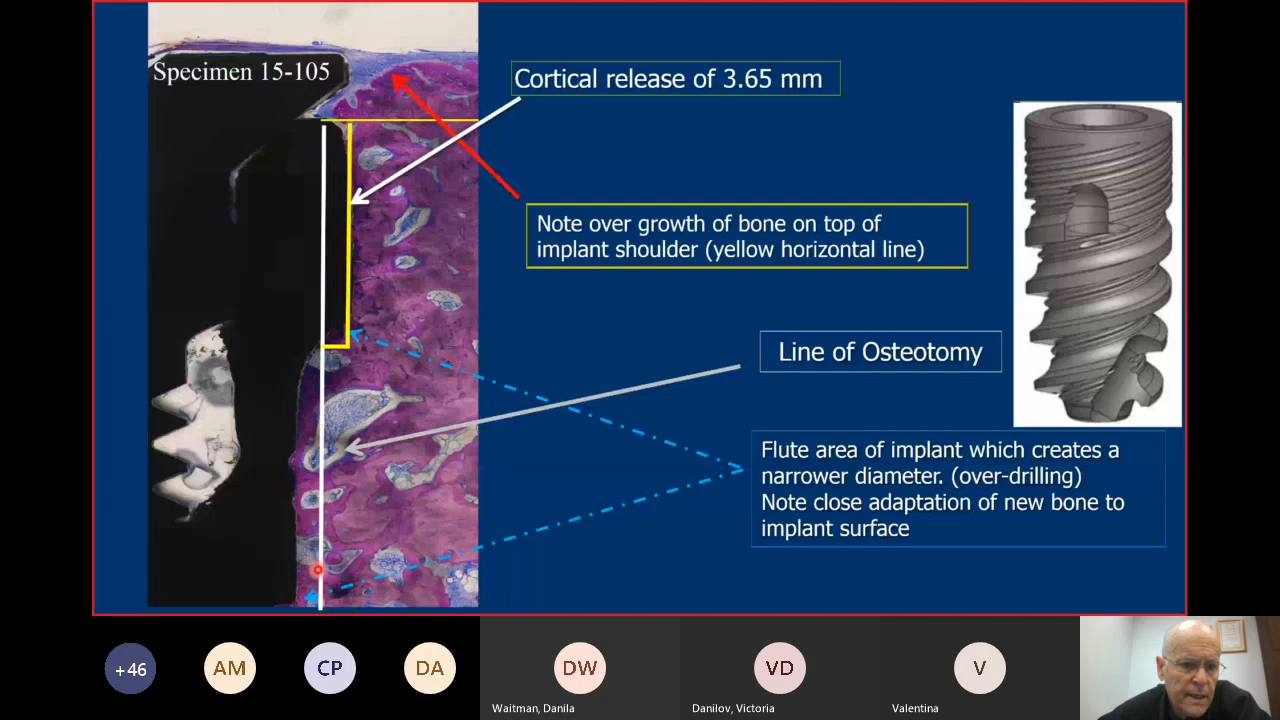 Specimen 15-105
Cortical release of 3.65 mm
Note over growth of bone on top of
implant shoulder (yellow horizontal line)
Line of Osteotomy
Flute area of implant which creates a
narrower diameter. (over-drilling)
Note close adaptation of new bone to
implant surface
+46
AM
CP
DA
DW
VD
V
Waitman, Danila
Danilov, Victoria
Valentina